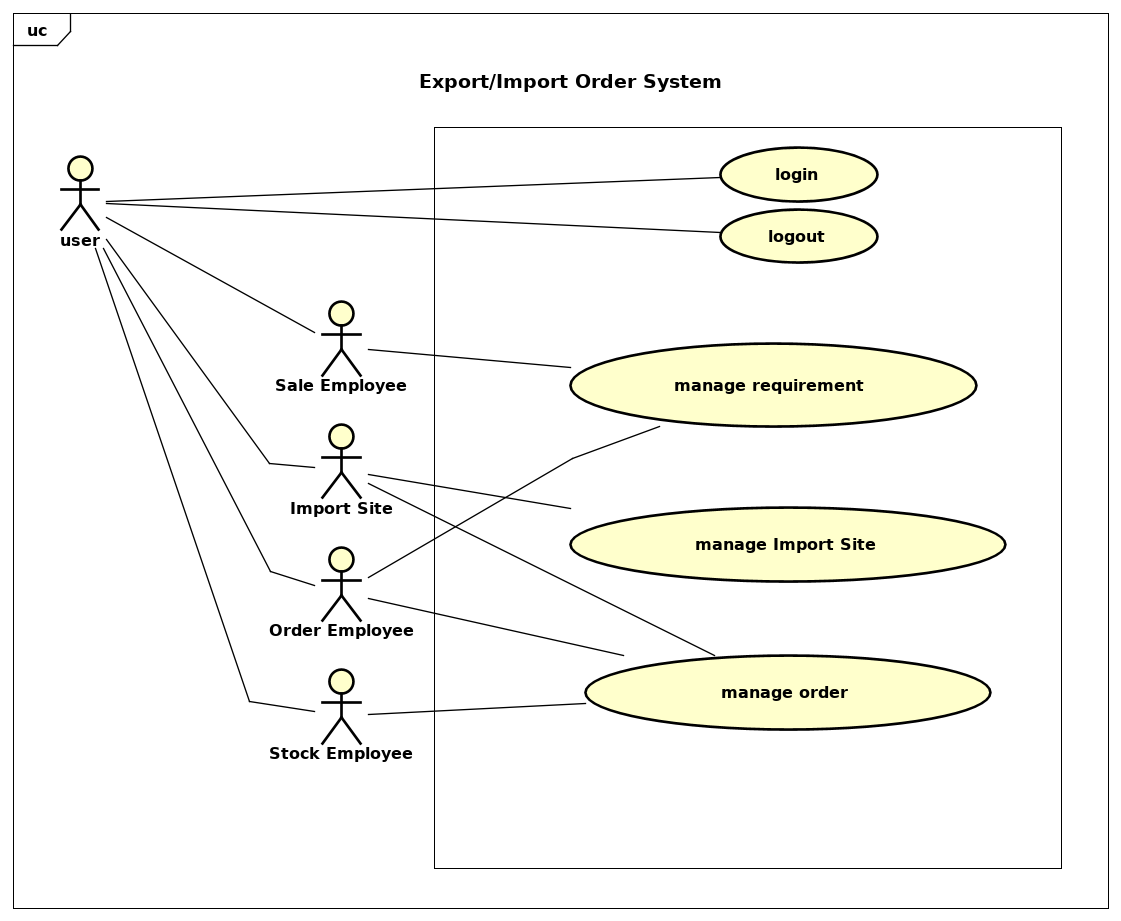 uc
Export/Import Order System
login
user
logout
Sale Employee
manage requirement
Import Site
manage Import Site
Order Employee
manage order
Stock Employee